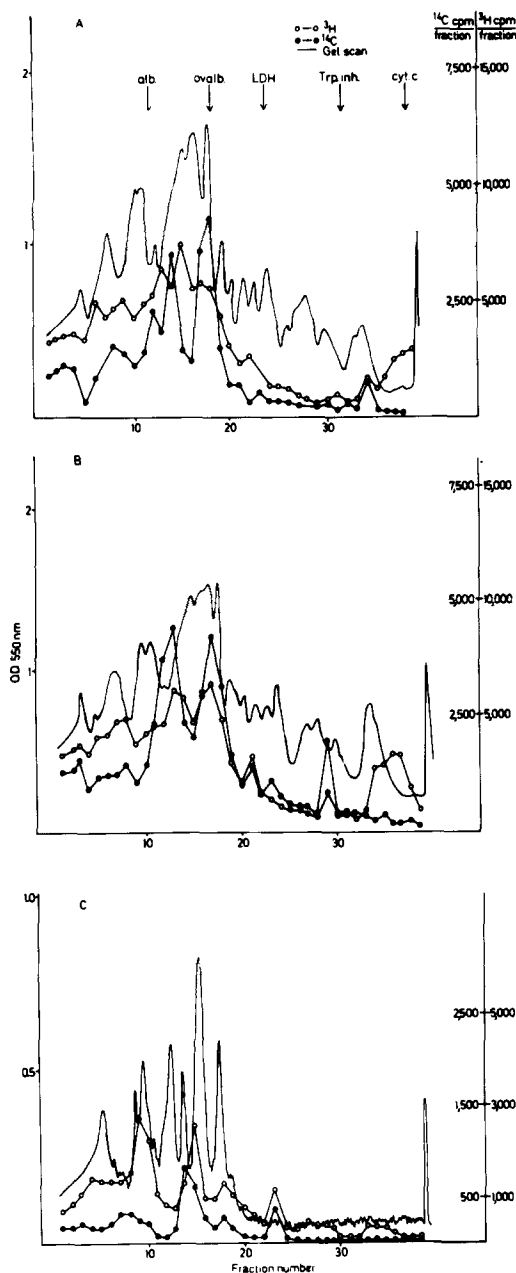 A
³H
¹⁴C
Gel scan
¹⁴C cpm ³H cpm
fraction fraction
alb. ovalb. LDH Trp. inh. cyt.c
2
1
7,500 15,000
5,000 10,000
2,500 5,000
10 20 30
B
2
1
OD 550 nm
7,500 15,000
5,000 10,000
2,500 5,000
10 20 30
C
1.0
0.5
2,500 5,000
1,500 3,000
500 1,000
10 20 30
Fraction number